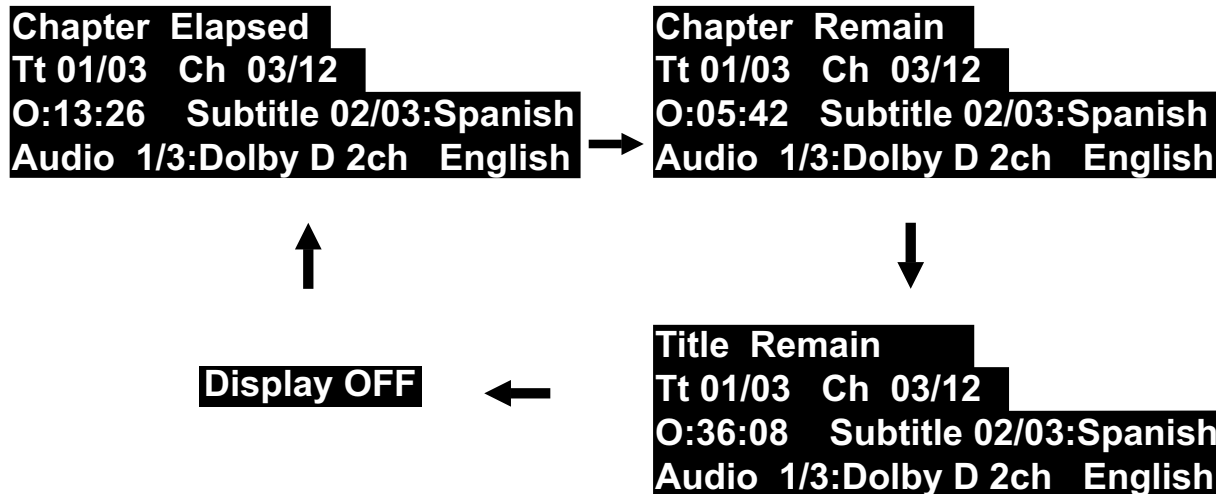 Chapter Elapsed
Tt 01/03 Ch 03/12
O:13:26 Subtitle 02/03:Spanish
Audio 1/3:Dolby D 2ch English
Chapter Remain
Tt 01/03 Ch 03/12
O:05:42 Subtitle 02/03:Spanish
Audio 1/3:Dolby D 2ch English
Title Remain
Tt 01/03 Ch 03/12
O:36:08 Subtitle 02/03:Spanish
Audio 1/3:Dolby D 2ch English
Display OFF